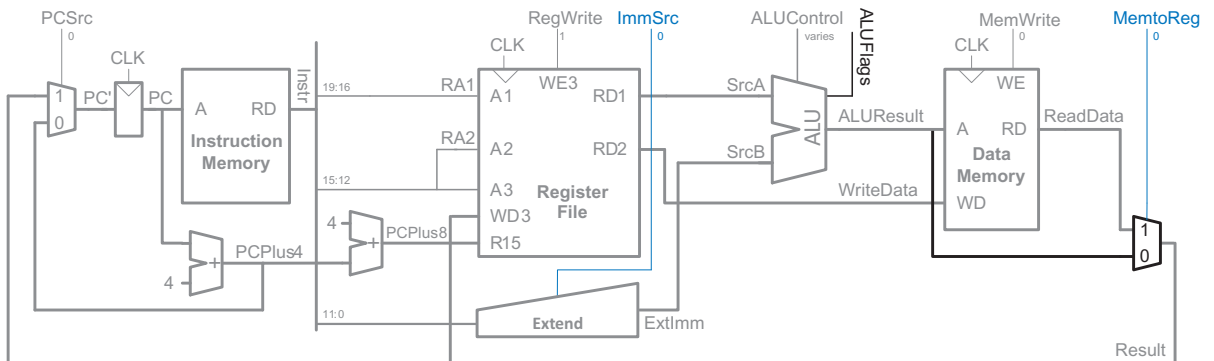 PCSrc
0
RegWrite
1
ImmSrc
0
ALUControl
varies
ALUFlags
MemWrite
0
MemtoReg
0
CLK
CLK
CLK
1
0
PC'
PC
A
RD
Instruction
Memory
Instr
19:16
RA1
A1
WE3
RD1
SrcA
RA2
A2
RD2
SrcB
15:12
A3
Register
File
WD3
R15
ALU
ALUResult
WE
A
RD
ReadData
Data
Memory
WriteData
WD
1
0
4
+
PCPlus8
PCPlus4
+
4
11:0
Extend
ExtImm
Result